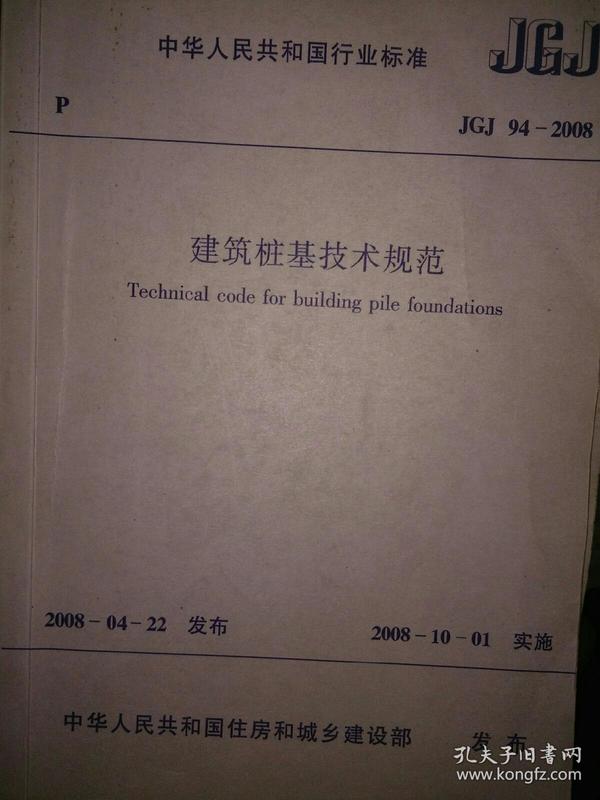 中华人民共和国行业标准
JGJ
P
JGJ 94-2008
建筑桩基技术规范
Technical code for building pile foundations
2008-04-22 发布
2008-10-01 实施
中华人民共和国住房和城乡建设部 发布
孔夫子旧書网
www.kongfz.com